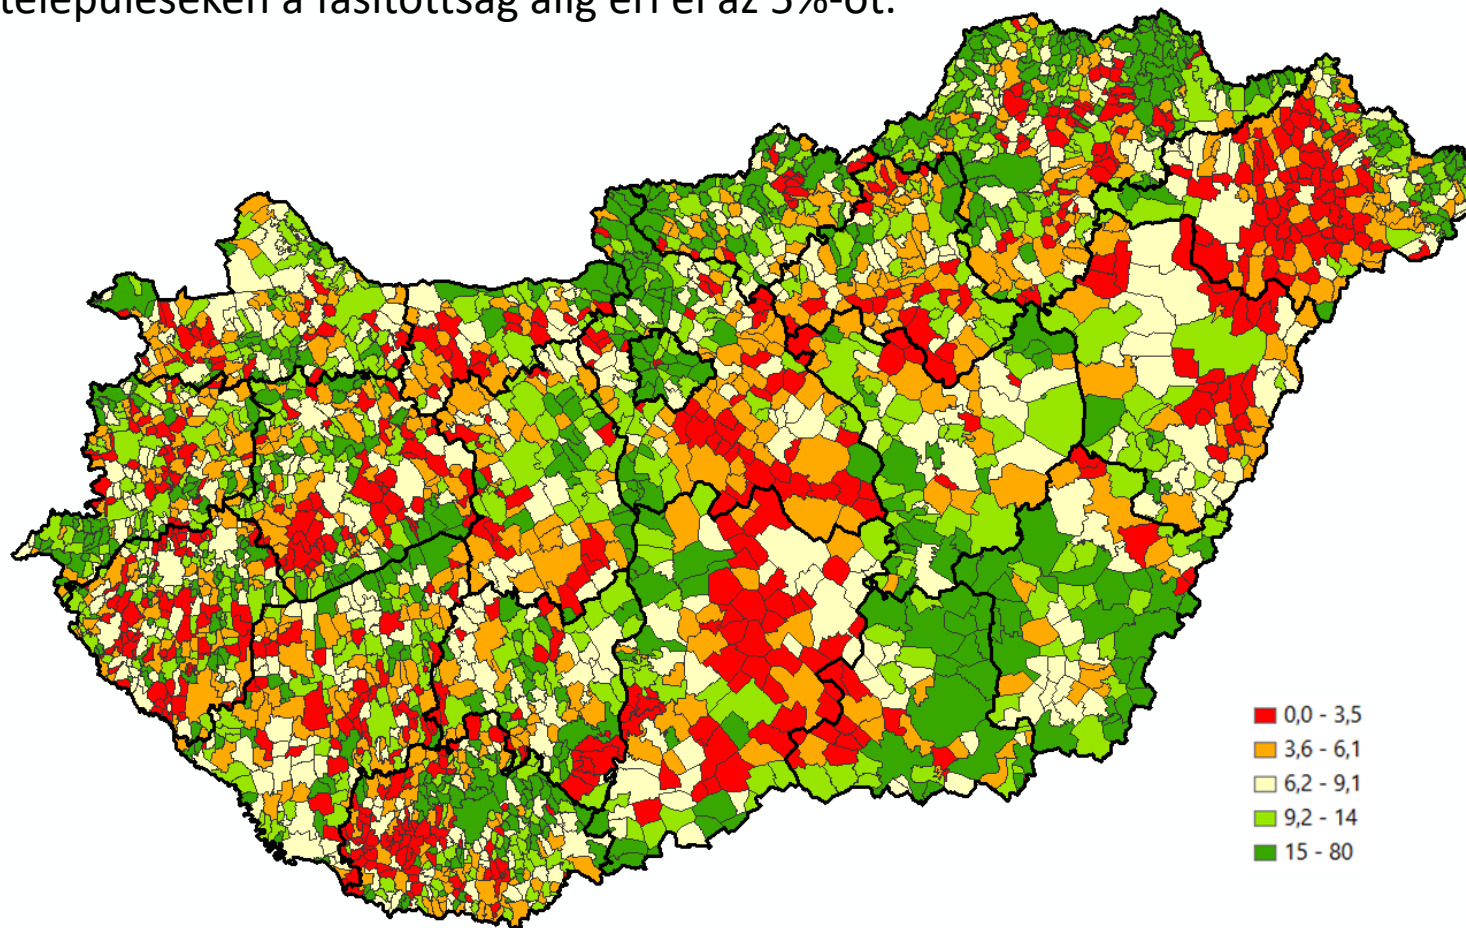 településeken a fásítottság alig éri el az 5%-ot.
0,0 - 3,5
3,6 - 6,1
6,2 - 9,1
9,2 - 14
15 - 80